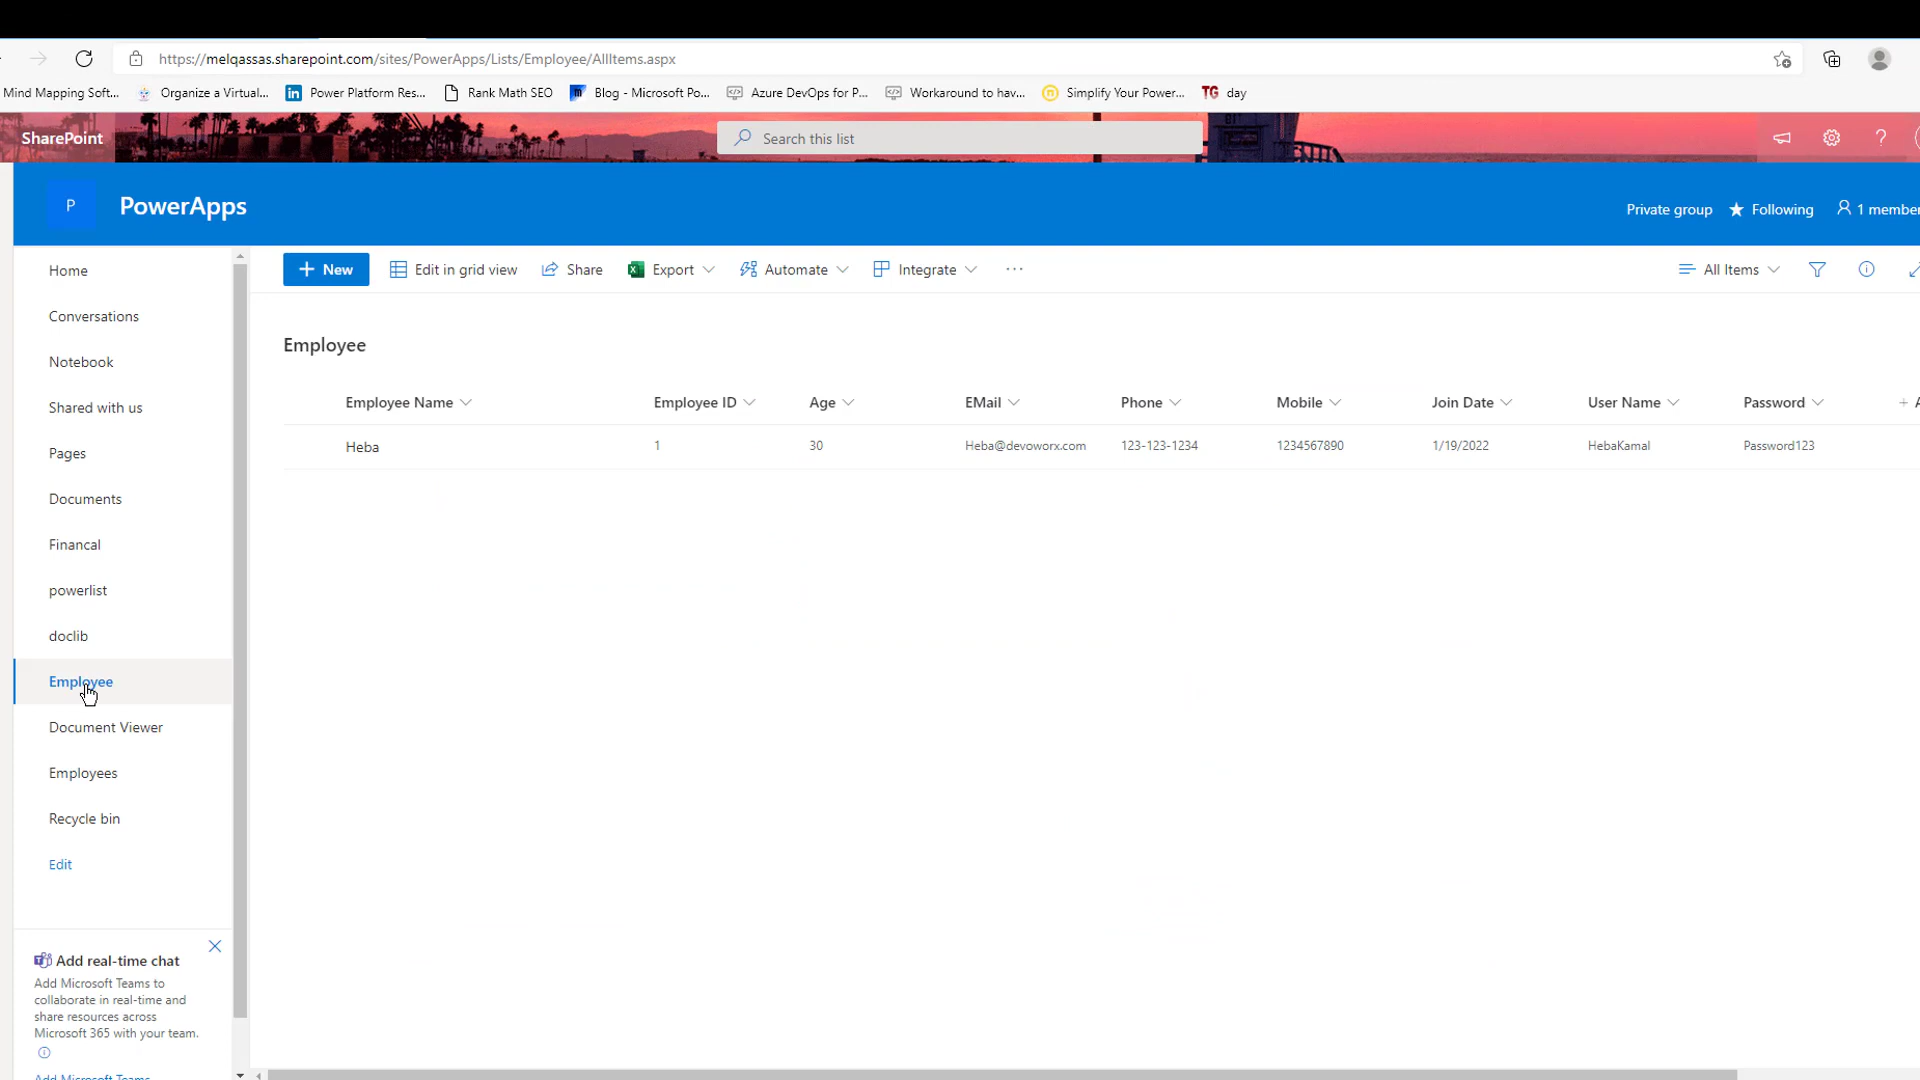 https://melqassas.sharepoint.com/sites/PowerApps/Lists/Employee/AllItems.aspx
Mind Mapping Soft... Organize a Virtual... Power Platform Res... Rank Math SEO Blog - Microsoft Po... Azure DevOps for P... Workaround to hav... Simplify Your Power... TG day
SharePoint Search this list ?
P PowerApps Private group Following 1 member
Home
Conversations
Notebook
Shared with us
Pages
Documents
Financal
powerlist
doclib
Employee
Document Viewer
Employees
Recycle bin
Edit
Add real-time chat
Add Microsoft Teams to
collaborate in real-time and
share resources across
Microsoft 365 with your team.
Add Microsoft Teams
+ New Edit in grid view Share Export Automate Integrate ... All Items
Employee
Employee Name Employee ID Age EMail Phone Mobile Join Date User Name Password +
Heba 1 30 Heba@devoworx.com 123-123-1234 1234567890 1/19/2022 HebaKamal Password123